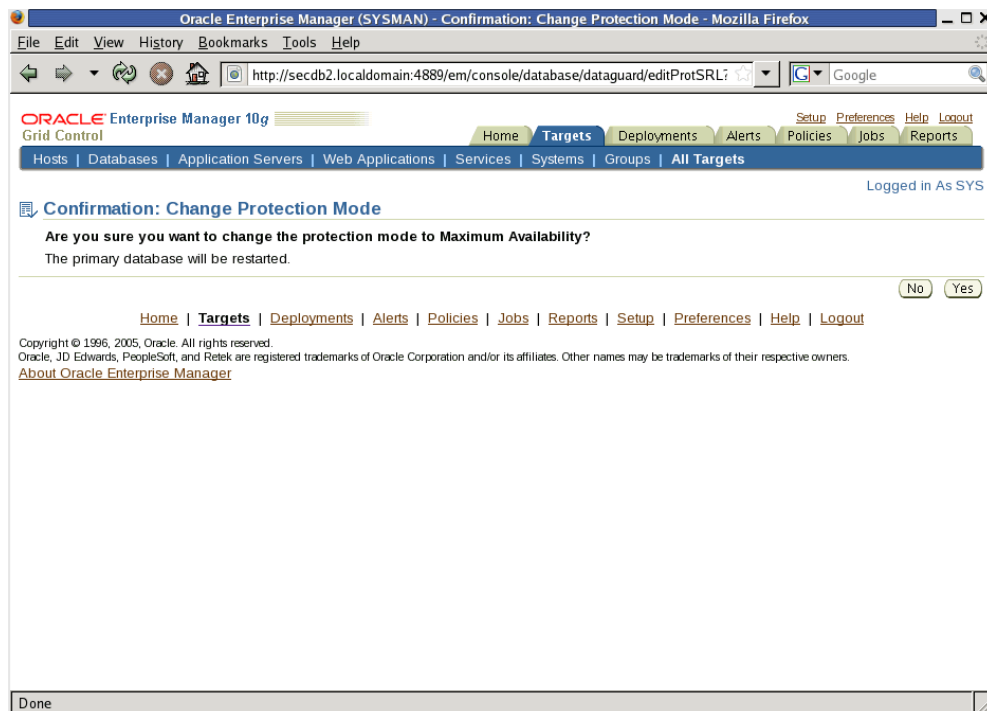 Oracle Enterprise Manager (SYSMAN) - Confirmation: Change Protection Mode - Mozilla Firefox
File Edit View History Bookmarks Tools Help
http://secdb2.localdomain:4889/em/console/database/dataguard/editProtSRL? G Google
ORACLE Enterprise Manager 10g
Grid Control
Setup Preferences Help Logout
Home Targets Deployments Alerts Policies Jobs Reports
Hosts | Databases | Application Servers | Web Applications | Services | Systems | Groups | All Targets
Logged in As SYS
Confirmation: Change Protection Mode
Are you sure you want to change the protection mode to Maximum Availability?
The primary database will be restarted.
No Yes
Home | Targets | Deployments | Alerts | Policies | Jobs | Reports | Setup | Preferences | Help | Logout
Copyright © 1996, 2005, Oracle. All rights reserved.
Oracle, JD Edwards, PeopleSoft, and Retek are registered trademarks of Oracle Corporation and/or its affiliates. Other names may be trademarks of their respective owners.
About Oracle Enterprise Manager
Done